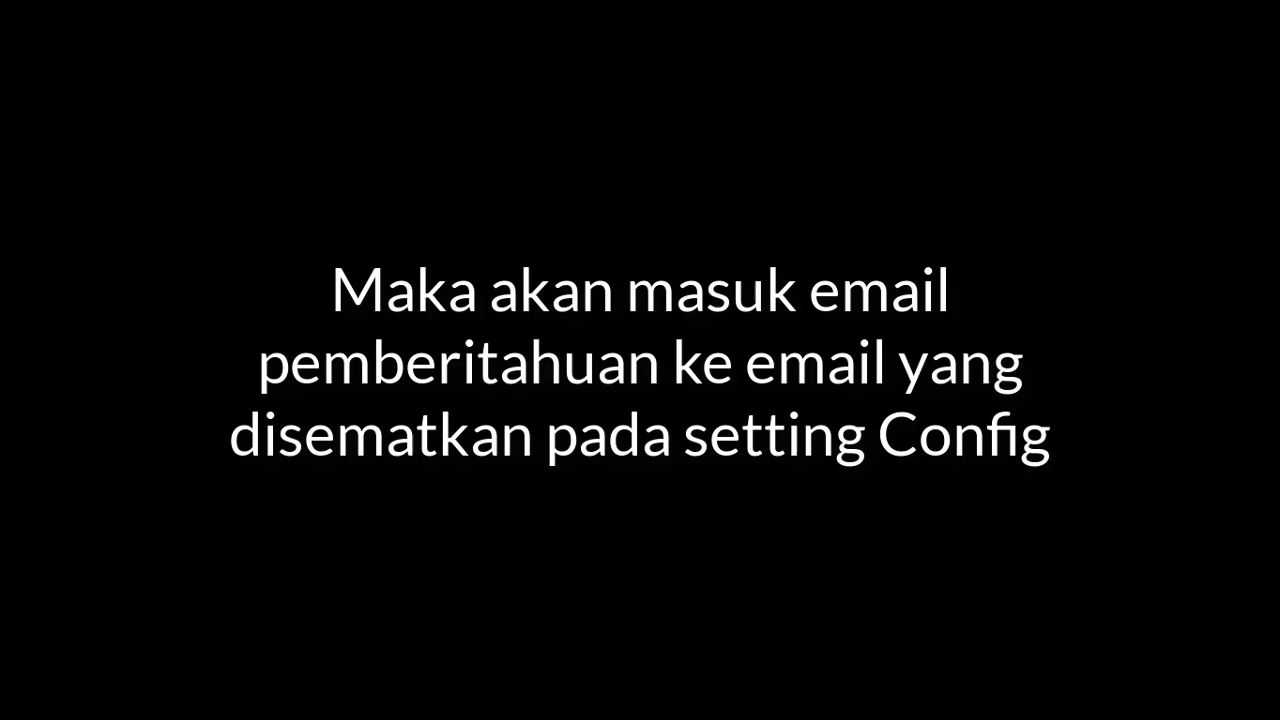 Maka akan masuk email
pemberitahuan ke email yang
disematkan pada setting Config